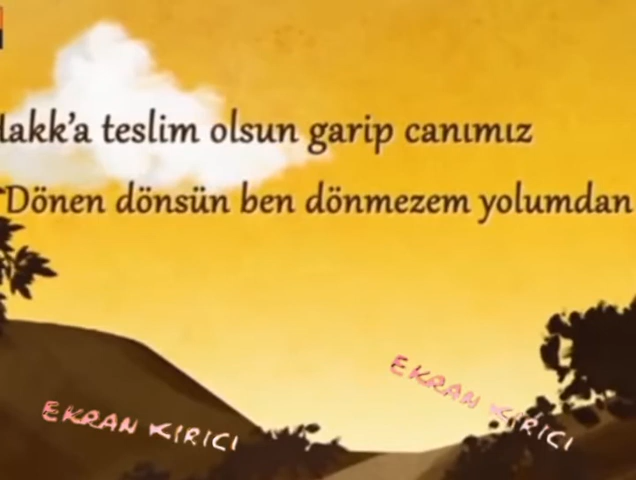 Hakk'a teslim olsun garip canımız
Dönen dönsün ben dönmezem yolumdan
EKRAN KIRICI
EKRAN KIRICI